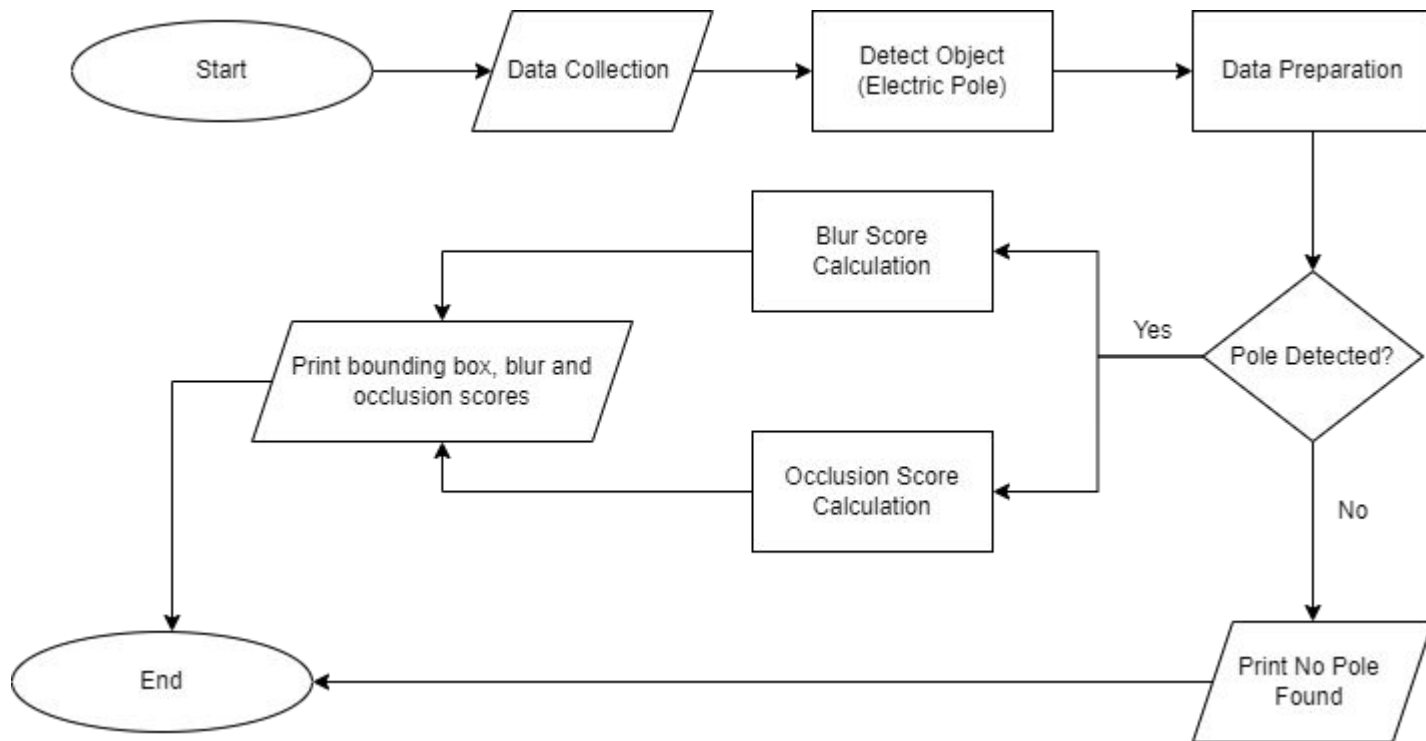 Start
Data Collection
Detect Object
(Electric Pole)
Data Preparation
Blur Score
Calculation
Yes
Pole Detected?
Print bounding box, blur and
occlusion scores
Occlusion Score
Calculation
No
End
Print No Pole
Found